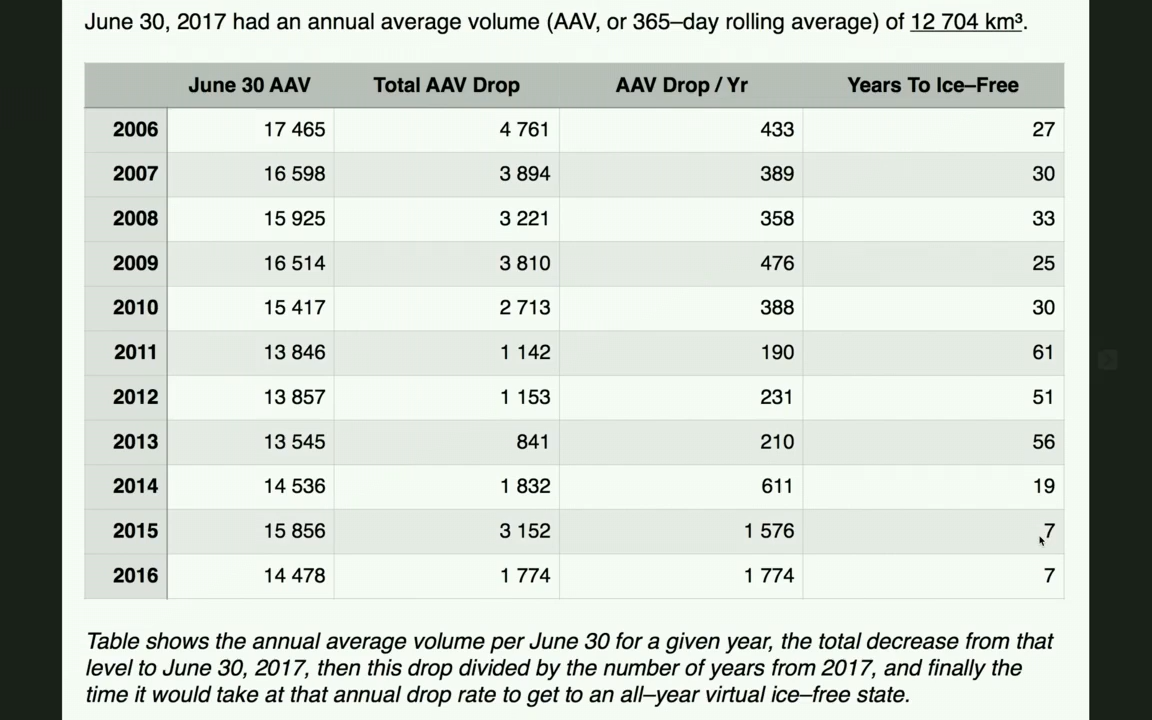 June 30, 2017 had an annual average volume (AAV, or 365–day rolling average) of 12 704 km³.
June 30 AAV Total AAV Drop AAV Drop / Yr Years To Ice–Free
2006 17 465 4 761 433 27
2007 16 598 3 894 389 30
2008 15 925 3 221 358 33
2009 16 514 3 810 476 25
2010 15 417 2 713 388 30
2011 13 846 1 142 190 61
2012 13 857 1 153 231 51
2013 13 545 841 210 56
2014 14 536 1 832 611 19
2015 15 856 3 152 1 576 7
2016 14 478 1 774 1 774 7
Table shows the annual average volume per June 30 for a given year, the total decrease from that
level to June 30, 2017, then this drop divided by the number of years from 2017, and finally the
time it would take at that annual drop rate to get to an all–year virtual ice–free state.